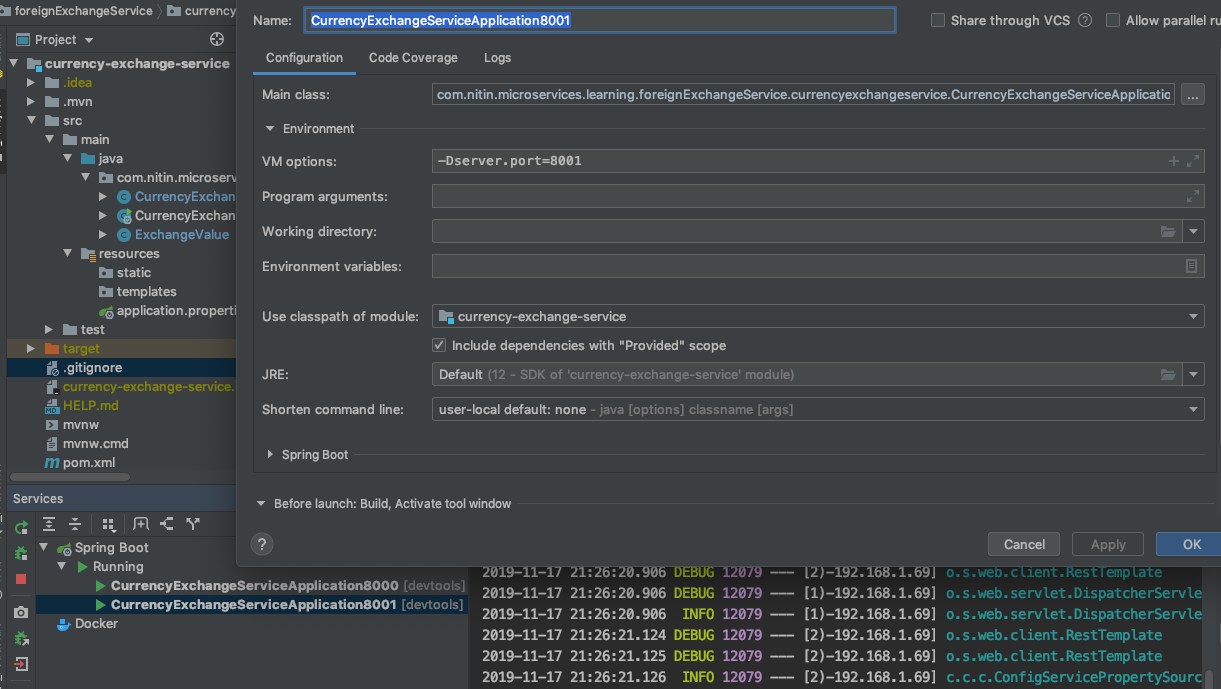 foreignExchangeService
currency
Project
currency-exchange-service
.idea
.mvn
src
main
java
com.nitin.microserv
CurrencyExchan
CurrencyExchan
ExchangeValue
resources
static
templates
application.properti
test
target
.gitignore
currency-exchange-service.
HELP.md
mvnw
mvnw.cmd
pom.xml
Name: CurrencyExchangeServiceApplication8001
Share through VCS ? Allow parallel ru
Configuration Code Coverage Logs
Main class: com.nitin.microservices.learning.foreignExchangeService.currencyexchangeservice.CurrencyExchangeServiceApplicatio ...
Environment
VM options: -Dserver.port=8001
Program arguments:
Working directory:
Environment variables:
Use classpath of module: currency-exchange-service
Include dependencies with "Provided" scope
JRE: Default (12 - SDK of 'currency-exchange-service' module)
Shorten command line: user-local default: none - java [options] classname [args]
Spring Boot
Before launch: Build, Activate tool window
? Cancel Apply OK
Services
Spring Boot
Running
CurrencyExchangeServiceApplication8000 [devtools]
CurrencyExchangeServiceApplication8001 [devtools]
Docker
2019-11-17 21:26:20.906 DEBUG 12079 --- [2)-192.168.1.69] o.s.web.client.RestTemplate
2019-11-17 21:26:20.906 DEBUG 12079 --- [1)-192.168.1.69] o.s.web.servlet.DispatcherServle
2019-11-17 21:26:20.906 INFO 12079 --- [1)-192.168.1.69] o.s.web.servlet.DispatcherServle
2019-11-17 21:26:21.124 DEBUG 12079 --- [2)-192.168.1.69] o.s.web.client.RestTemplate
2019-11-17 21:26:21.125 DEBUG 12079 --- [2)-192.168.1.69] o.s.web.client.RestTemplate
2019-11-17 21:26:21.126 INFO 12079 --- [2)-192.168.1.69] c.c.c.ConfigServicePropertySourc